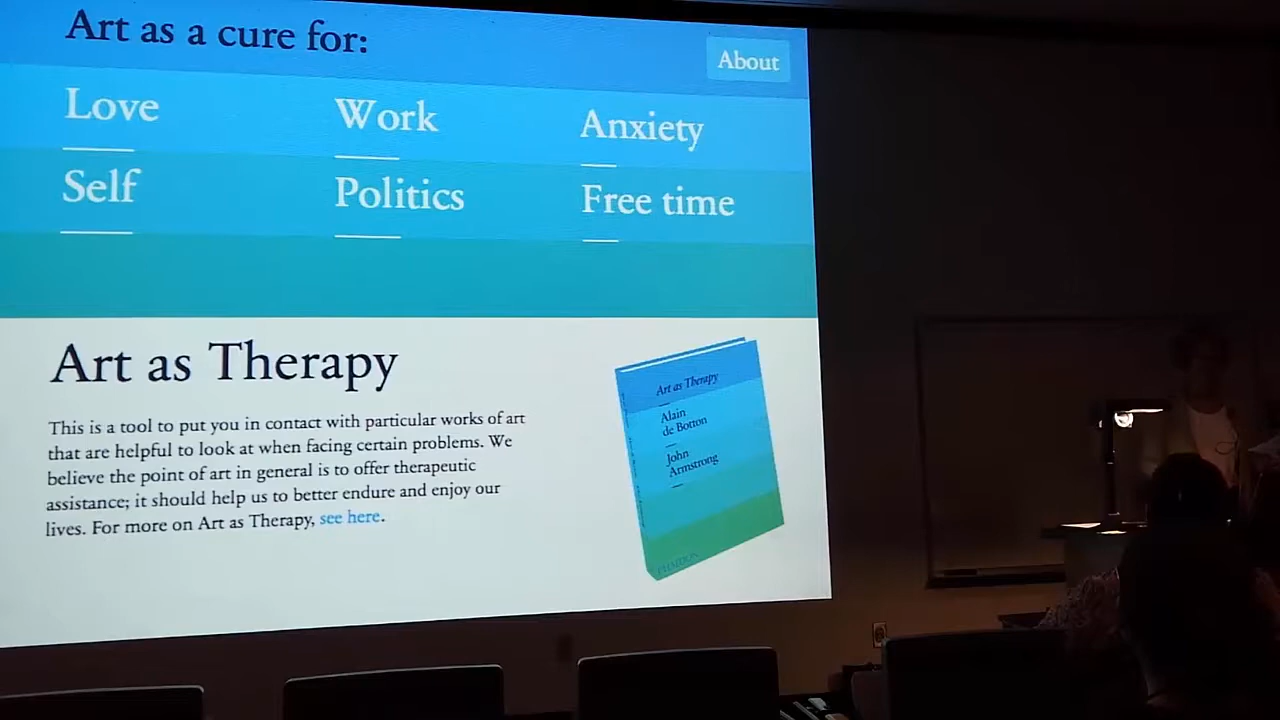 Art as a cure for:
About
Love
Work
Anxiety
Self
Politics
Free time
Art as Therapy
This is a tool to put you in contact with particular works of art
that are helpful to look at when facing certain problems. We
believe the point of art in general is to offer therapeutic
assistance; it should help us to better endure and enjoy our
lives. For more on Art as Therapy, see here.
Art as Therapy
Alain
de Botton
John
Armstrong
PHAIDON